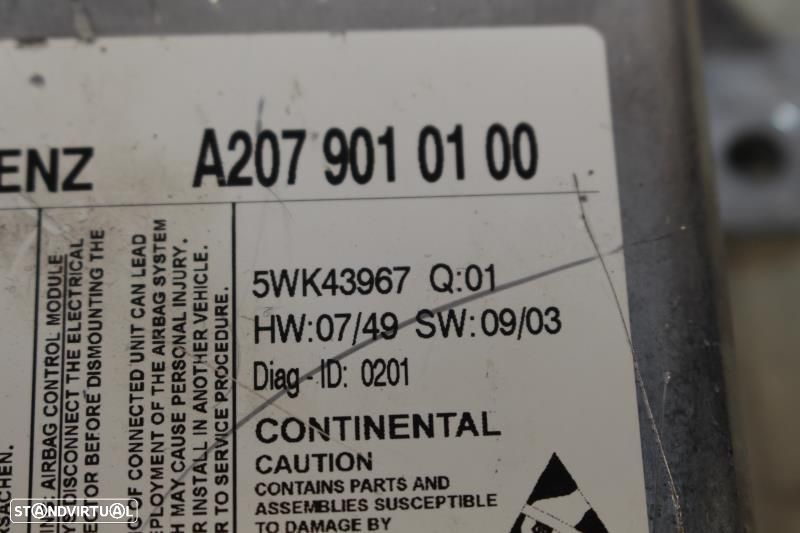 ENZ A207 901 01 00
5WK43967 Q:01
HW:07/49 SW:09/03
Diag - ID: 0201
CONTINENTAL
CAUTION
CONTAINS PARTS AND
ASSEMBLIES SUSCEPTIBLE
TO DAMAGE BY
: AIRBAG CONTROL MODULE
DISCONNECT THE ELECTRICAL
BEFORE DISMOUNTING THE
OF CONNECTED UNIT CAN LEAD
DEPLOYMENT OF THE AIRBAG SYSTEM
MAY CAUSE PERSONAL INJURY.
INSTALL IN ANOTHER VEHICLE.
TO SERVICE PROCEDURE.
STANDVIRTUAL